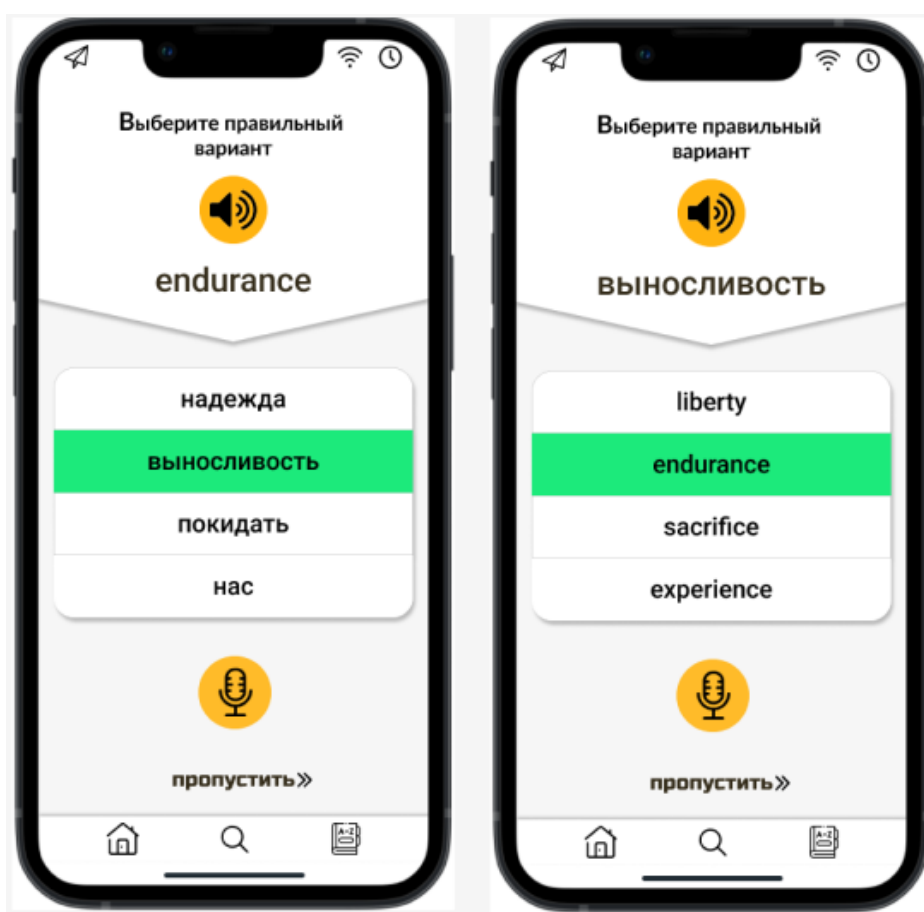 Выберите правильный
вариант
endurance
надежда
выносливость
покидать
нас
пропустить»
A-Z
Выберите правильный
вариант
выносливость
liberty
endurance
sacrifice
experience
пропустить»
A-Z